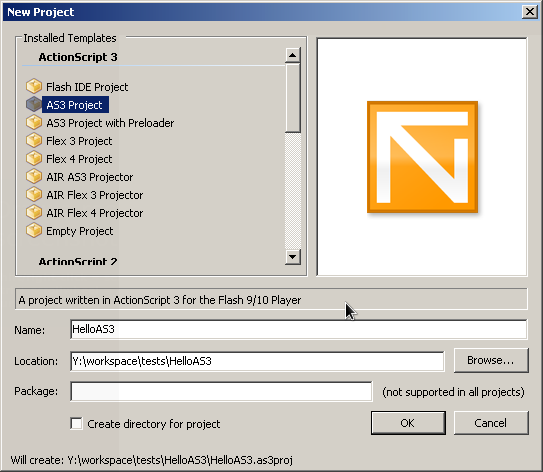 New Project
Installed Templates
ActionScript 3
Flash IDE Project
AS3 Project
AS3 Project with Preloader
Flex 3 Project
Flex 4 Project
AIR AS3 Projector
AIR Flex 3 Projector
AIR Flex 4 Projector
Empty Project
ActionScript 2
A project written in ActionScript 3 for the Flash 9/10 Player
Name: HelloAS3
Location: Y:\workspace\tests\HelloAS3 Browse...
Package: (not supported in all projects)
Create directory for project OK Cancel
Will create: Y:\workspace\tests\HelloAS3\HelloAS3.as3proj